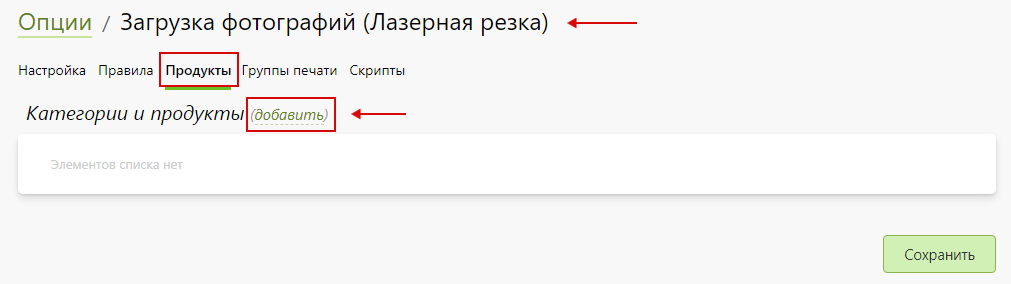 Опции / Загрузка фотографий (Лазерная резка)
Настройка Правила Продукты Группы печати Скрипты
Категории и продукты (добавить)
Элементов списка нет
Сохранить